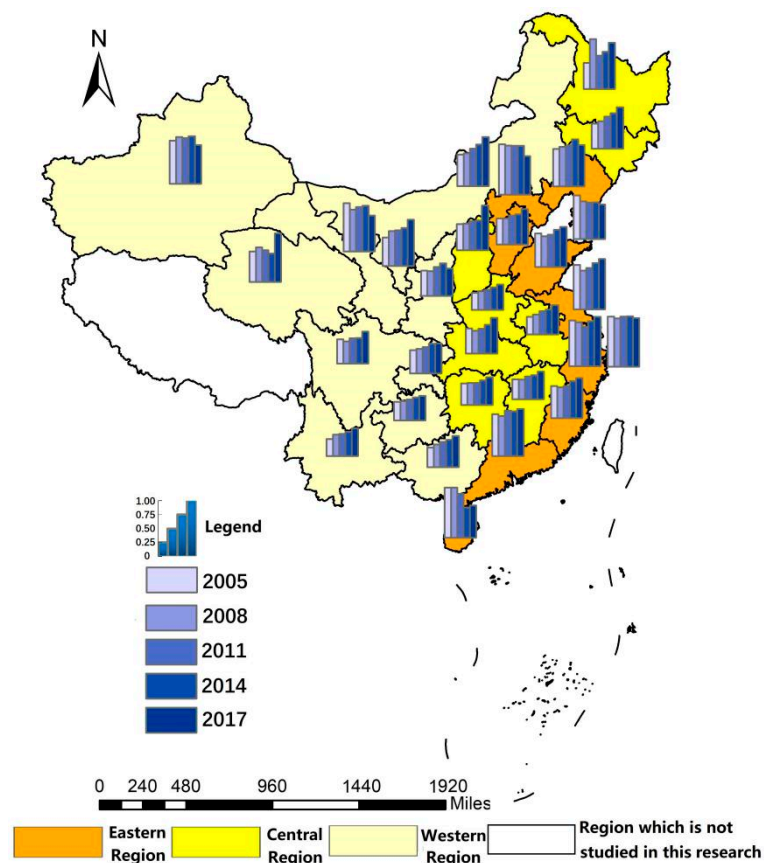 N
1.00
0.75
0.50
0.25
0
Legend
2005
2008
2011
2014
2017
0 240 480 960 1440 1920
Miles
Eastern
Region
Central
Region
Western
Region
Region which is not
studied in this research